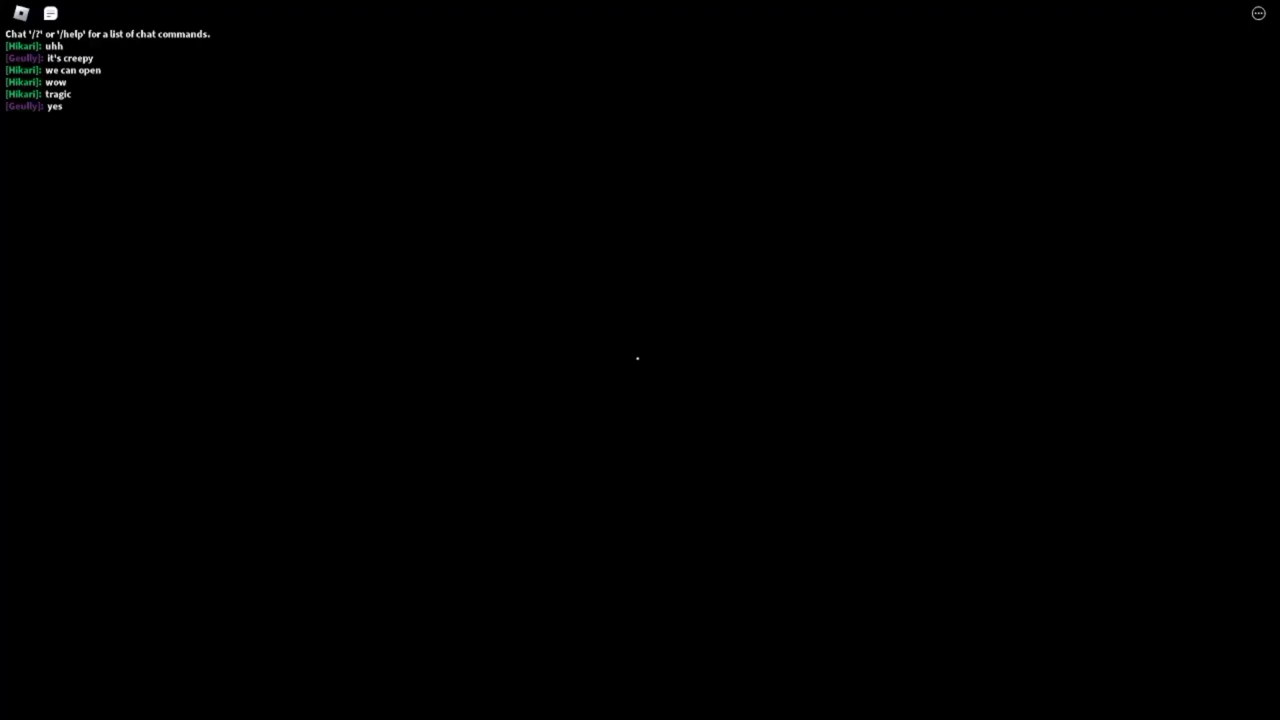 Chat '/?' or '/help' for a list of chat commands.
[Hikari]: uhh
[Geully]: it's creepy
[Hikari]: we can open
[Hikari]: wow
[Hikari]: tragic
[Geully]: yes